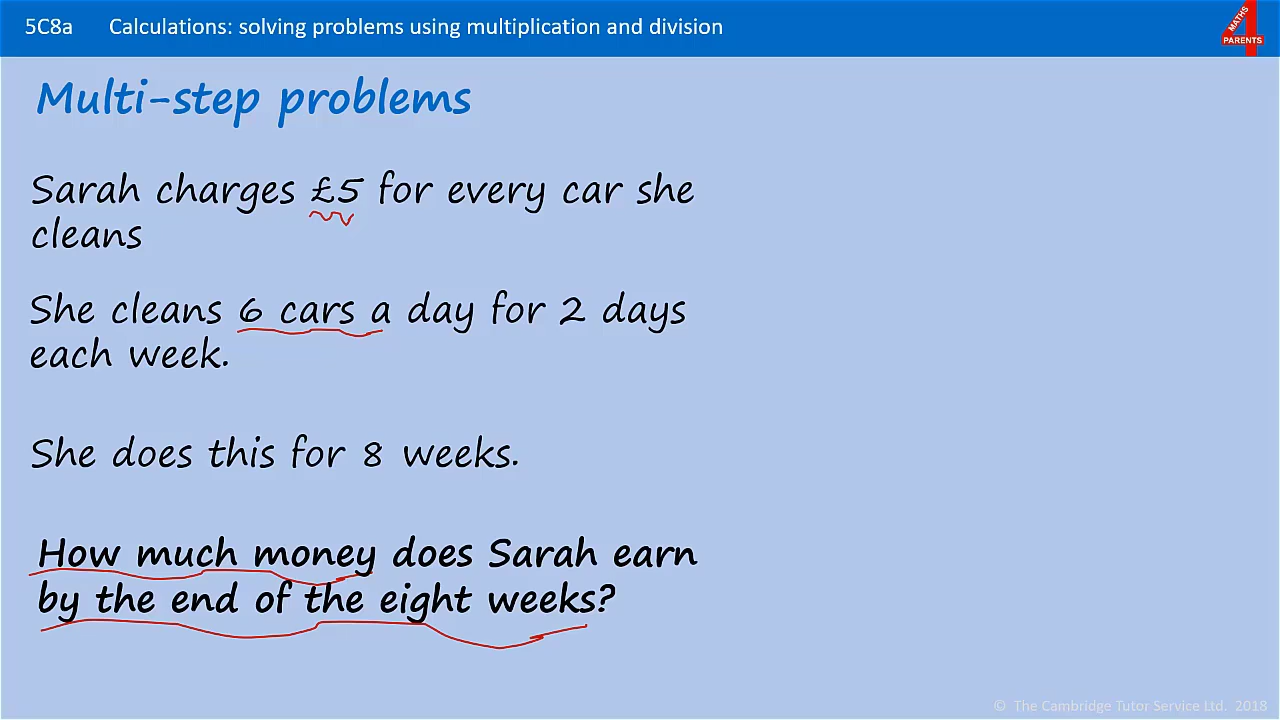 5C8a Calculations: solving problems using multiplication and division
MATHS
4
PARENTS
Multi-step problems
Sarah charges £5 for every car she
cleans
She cleans 6 cars a day for 2 days
each week.
She does this for 8 weeks.
How much money does Sarah earn
by the end of the eight weeks?
© The Cambridge Tutor Service Ltd. 2018